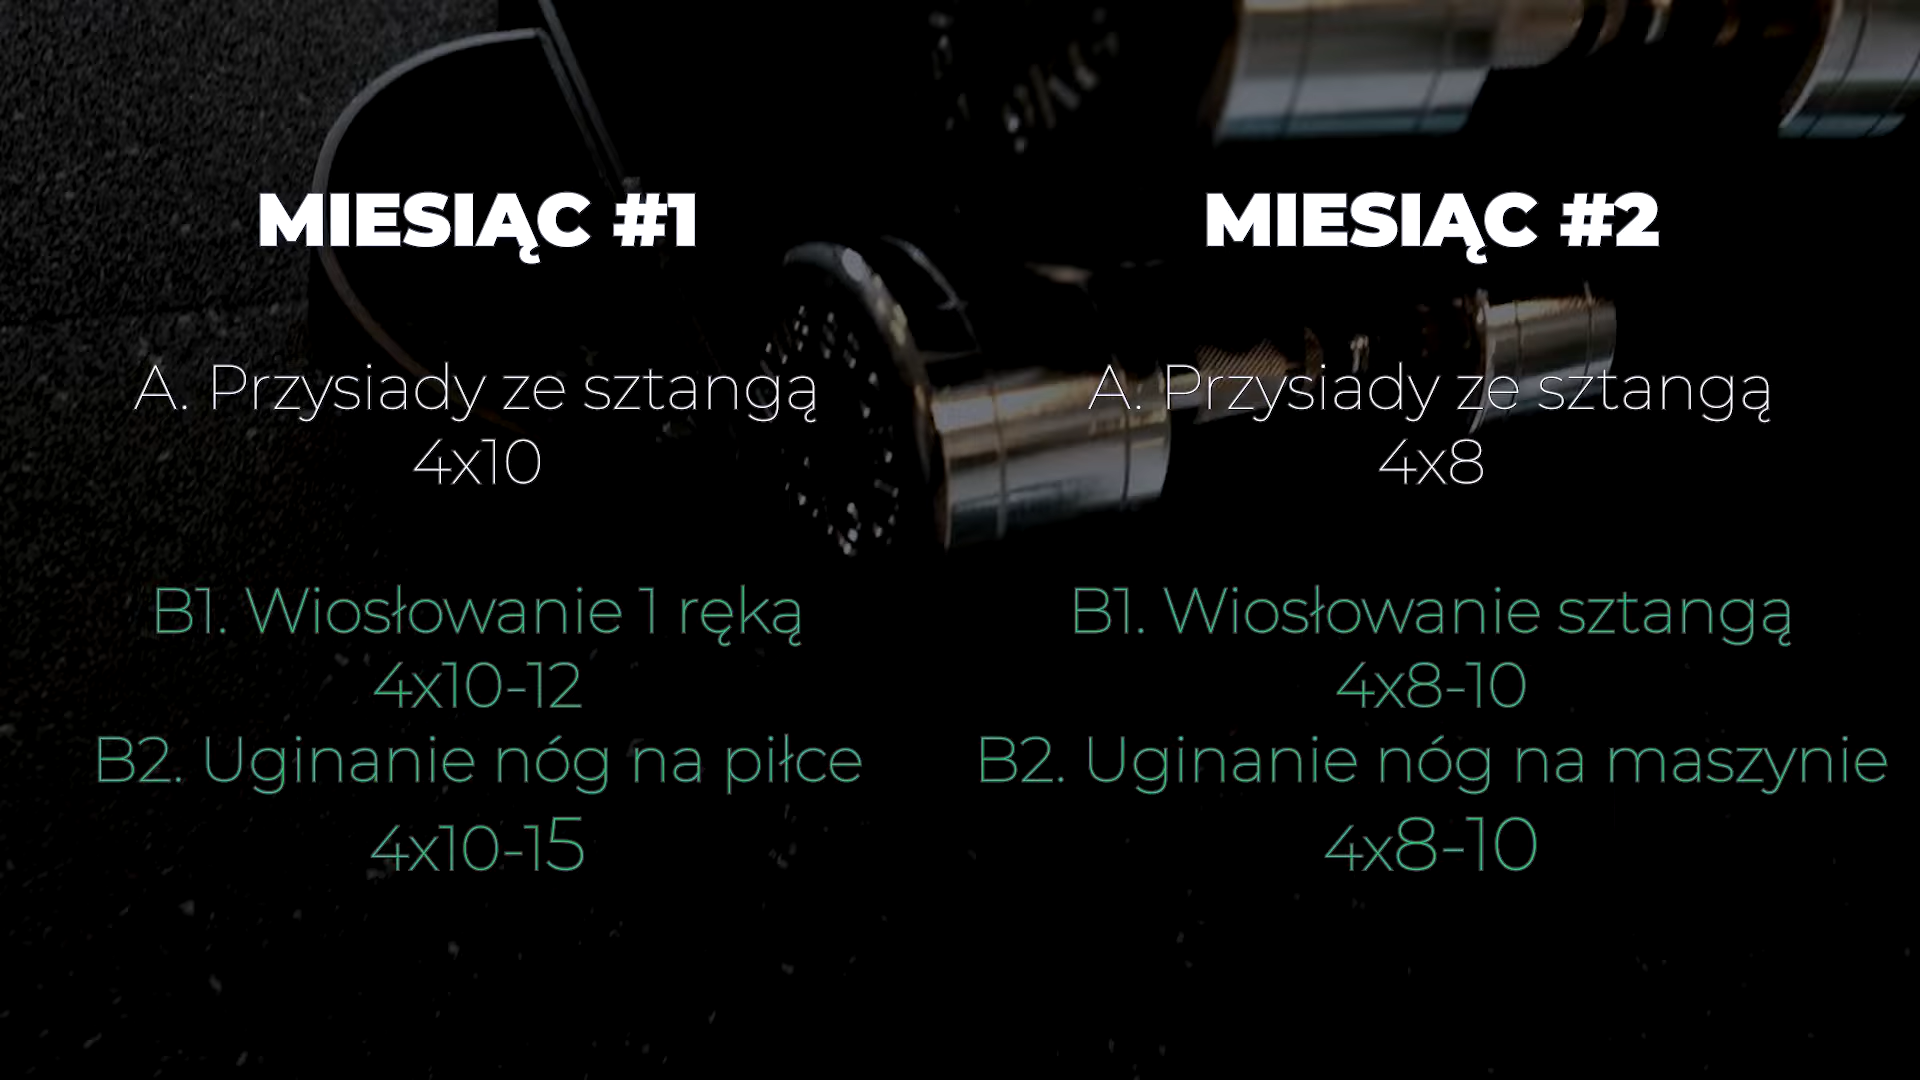 MIESIĄC #1
A. Przysiady ze sztangą
4x10
B1. Wiosłowanie 1 ręką
4x10-12
B2. Uginanie nóg na piłce
4x10-15
MIESIĄC #2
A. Przysiady ze sztangą
4x8
B1. Wiosłowanie sztangą
4x8-10
B2. Uginanie nóg na maszynie
4x8-10